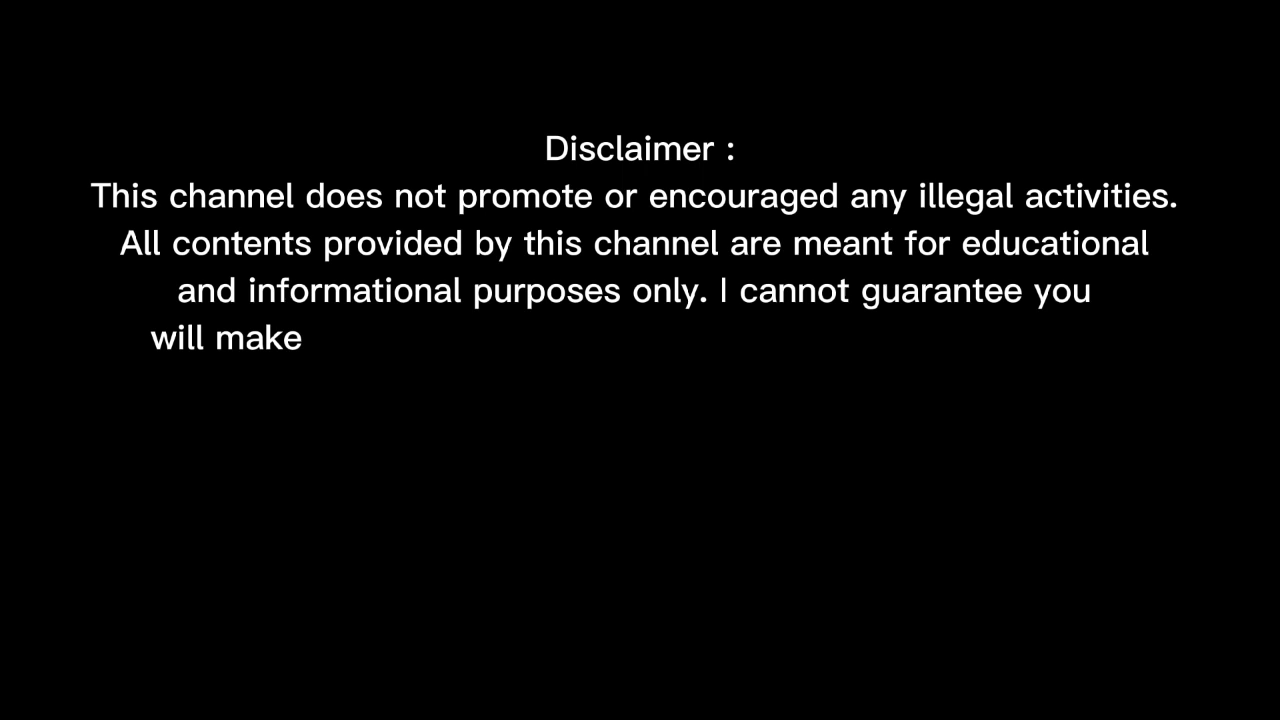 Disclaimer :
This channel does not promote or encouraged any illegal activities.
All contents provided by this channel are meant for educational
and informational purposes only. I cannot guarantee you
will make